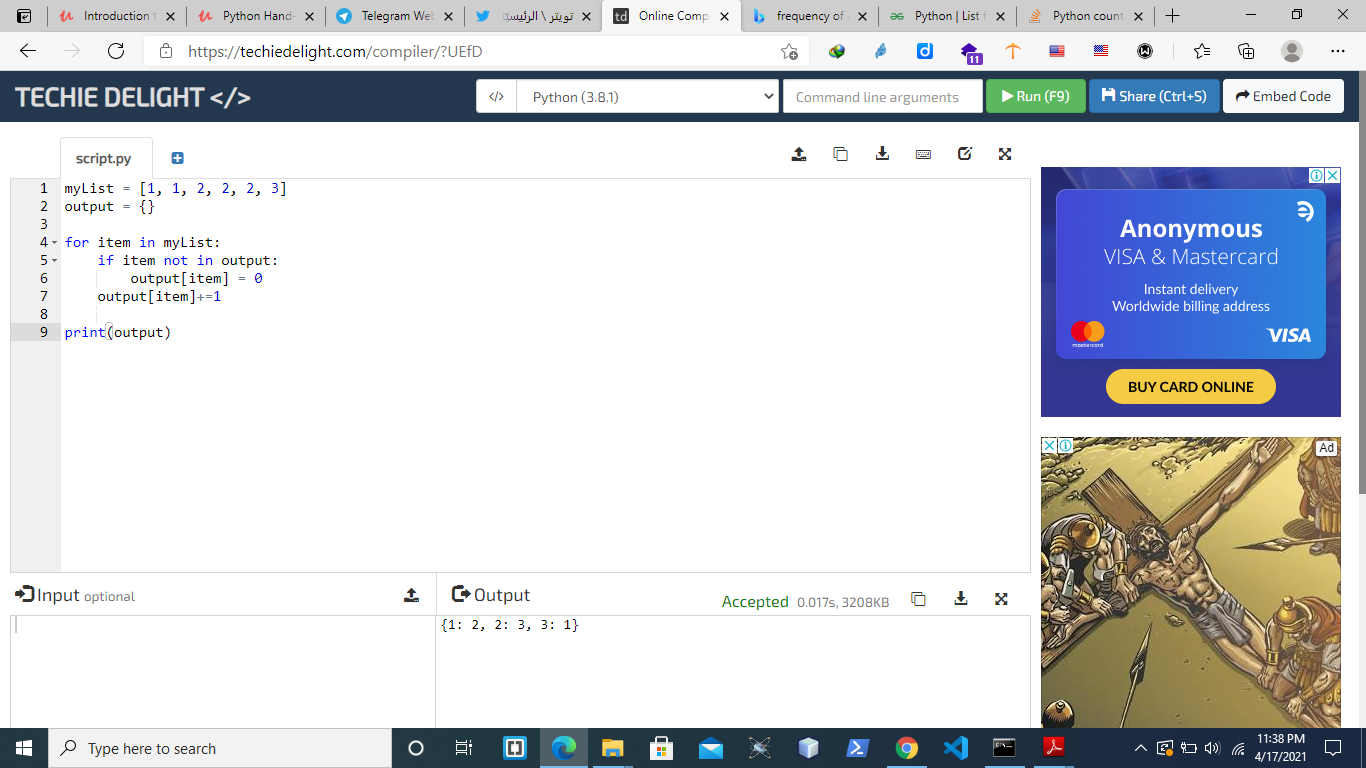 Introduction t
Python Hand-
Telegram Web
تويتر \ الرئيسية
Online Comp
frequency of
Python | List f
Python count
https://techiedelight.com/compiler/?UEfD
11
TECHIE DELIGHT </>
</>
Python (3.8.1)
Command line arguments
Run (F9)
Share (Ctrl+S)
Embed Code
script.py
1 myList = [1, 1, 2, 2, 2, 3]
2 output = {}
3
4 for item in myList:
5 if item not in output:
6 output[item] = 0
7 output[item]+=1
8
9 print(output)
Anonymous
VISA & Mastercard
Instant delivery
Worldwide billing address
mastercard
VISA
BUY CARD ONLINE
Ad
Input optional
Output
Accepted 0.017s, 3208KB
{1: 2, 2: 3, 3: 1}
Type here to search
11:38 PM
4/17/2021